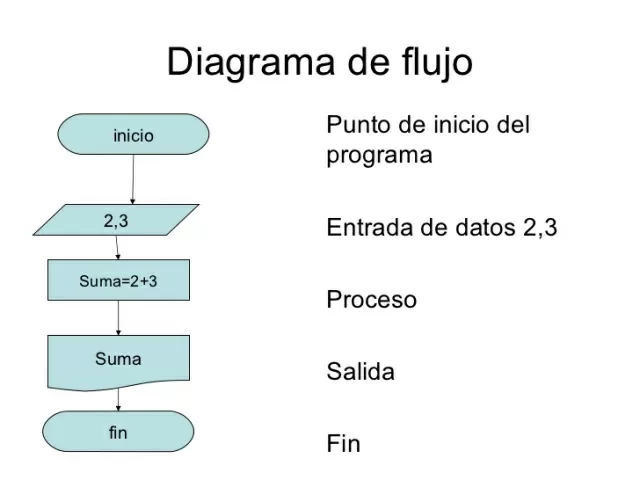 Diagrama de flujo
inicio
Punto de inicio del
programa
2,3
Entrada de datos 2,3
Suma=2+3
Proceso
Suma
Salida
fin
Fin